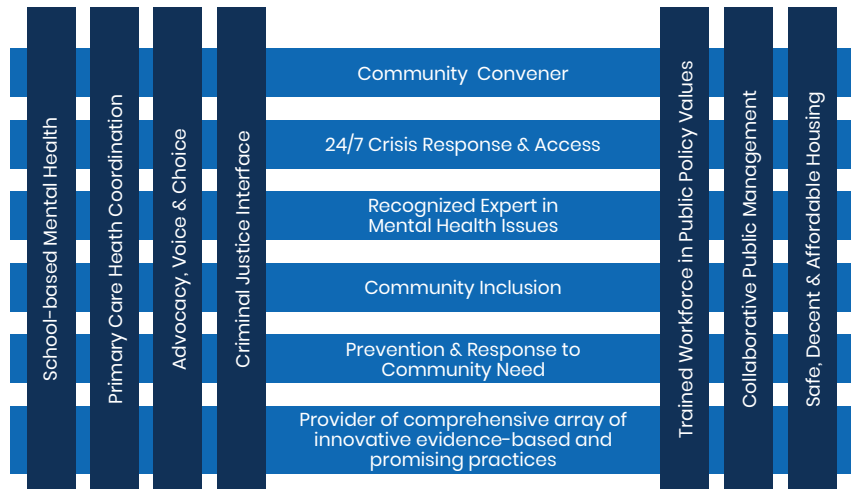 School-based Mental Health
Primary Care Heath Coordination
Advocacy, Voice & Choice
Criminal Justice Interface
Community Convener
24/7 Crisis Response & Access
Recognized Expert in
Mental Health Issues
Community Inclusion
Prevention & Response to
Community Need
Provider of comprehensive array of
innovative evidence-based and
promising practices
Trained Workforce in Public Policy Values
Collaborative Public Management
Safe, Decent & Affordable Housing